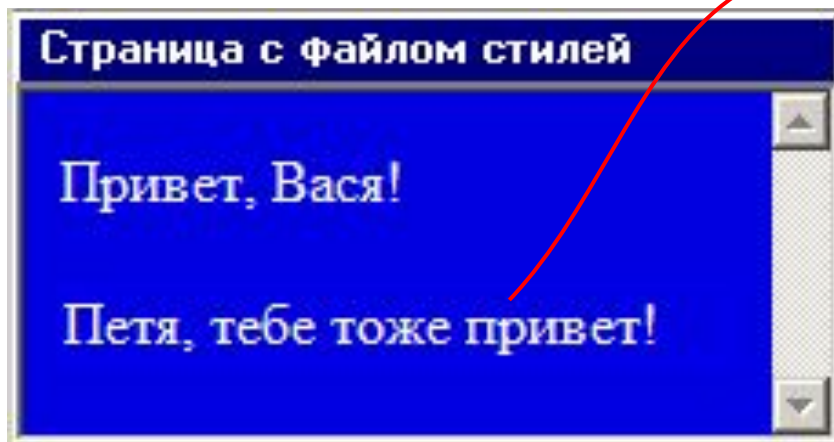 Страница с файлом стилей
Привет, Вася!
Петя, тебе тоже привет!